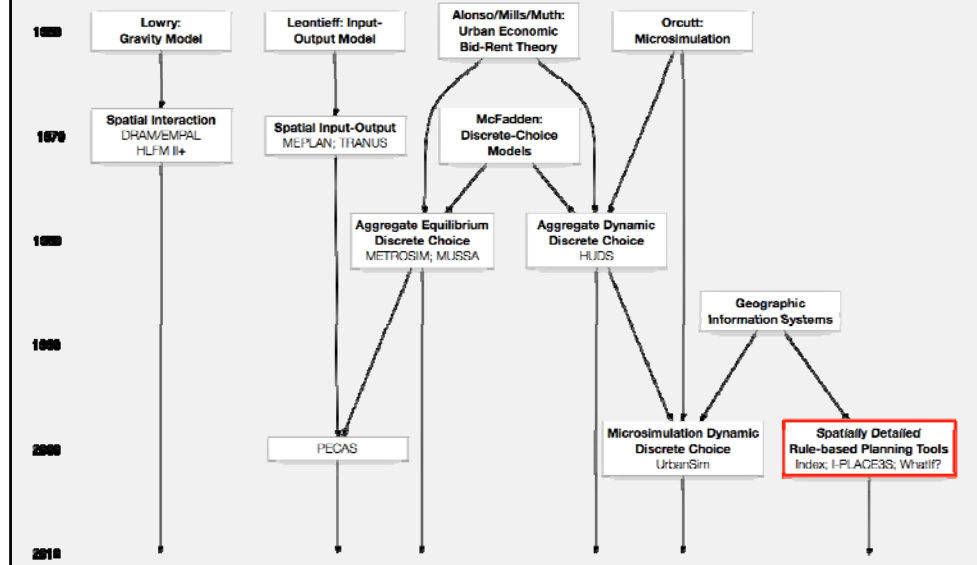 Lowry:
Gravity Model
Leontieff: Input-
Output Model
Alonso/Mills/Muth:
Urban Economic
Bid-Rent Theory
Orcutt:
Microsimulation
Spatial Interaction
DRAM/EMPAL
HLFM II+
1970
Spatial Input-Output
MEPLAN; TRANUS
McFadden:
Discrete-Choice
Models
Aggregate Equilibrium
Discrete Choice
METROSIM; MUSSA
Aggregate Dynamic
Discrete Choice
HUDS
Geographic
Information Systems
PECAS
Microsimulation Dynamic
Discrete Choice
UrbanSim
Spatially Detailed
Rule-based Planning Tools
Index; I-PLACE3S; WhatIf?
2000
2010